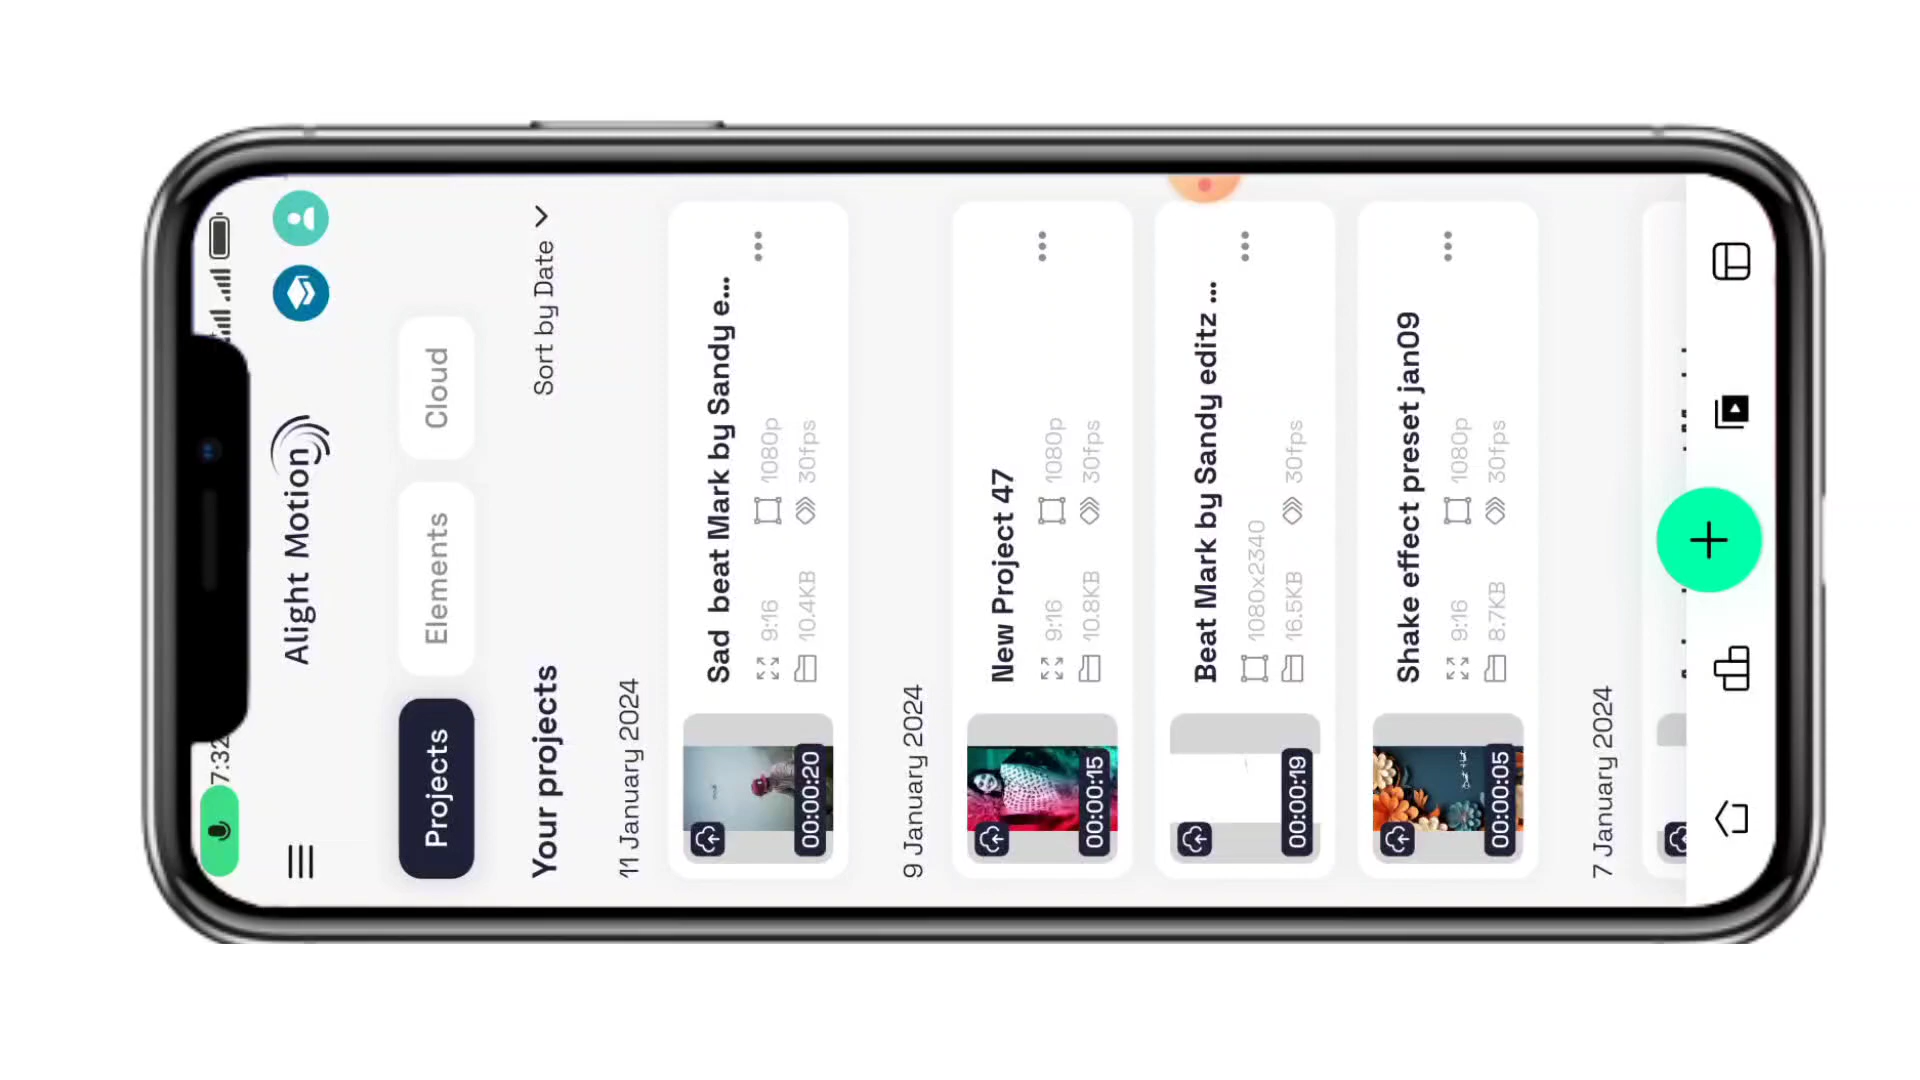 7:32
Alight Motion
Projects
Elements
Cloud
Your projects
Sort by Date
11 January 2024
Sad beat Mark by Sandy e...
9:16
1080p
10.4KB
30fps
00:00:20
9 January 2024
New Project 47
9:16
1080p
10.8KB
30fps
00:00:15
Beat Mark by Sandy editz ...
1080x2340
16.5KB
30fps
00:00:19
Shake effect preset jan09
9:16
1080p
8.7KB
30fps
00:00:05
7 January 2024